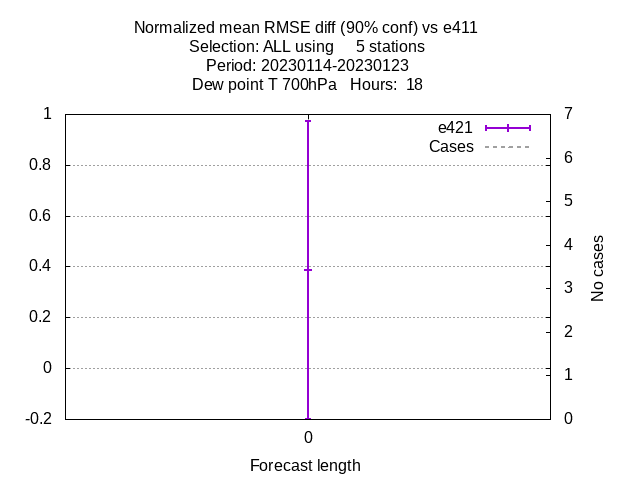 Normalized mean RMSE diff (90% conf) vs e411
Selection: ALL using     5 stations
Period: 20230114-20230123
Dew point T 700hPa   Hours:  18
e421
Cases
1
0.8
0.6
0.4
0.2
0
-0.2
7
6
5
4
3
2
1
0
No cases
0
Forecast length